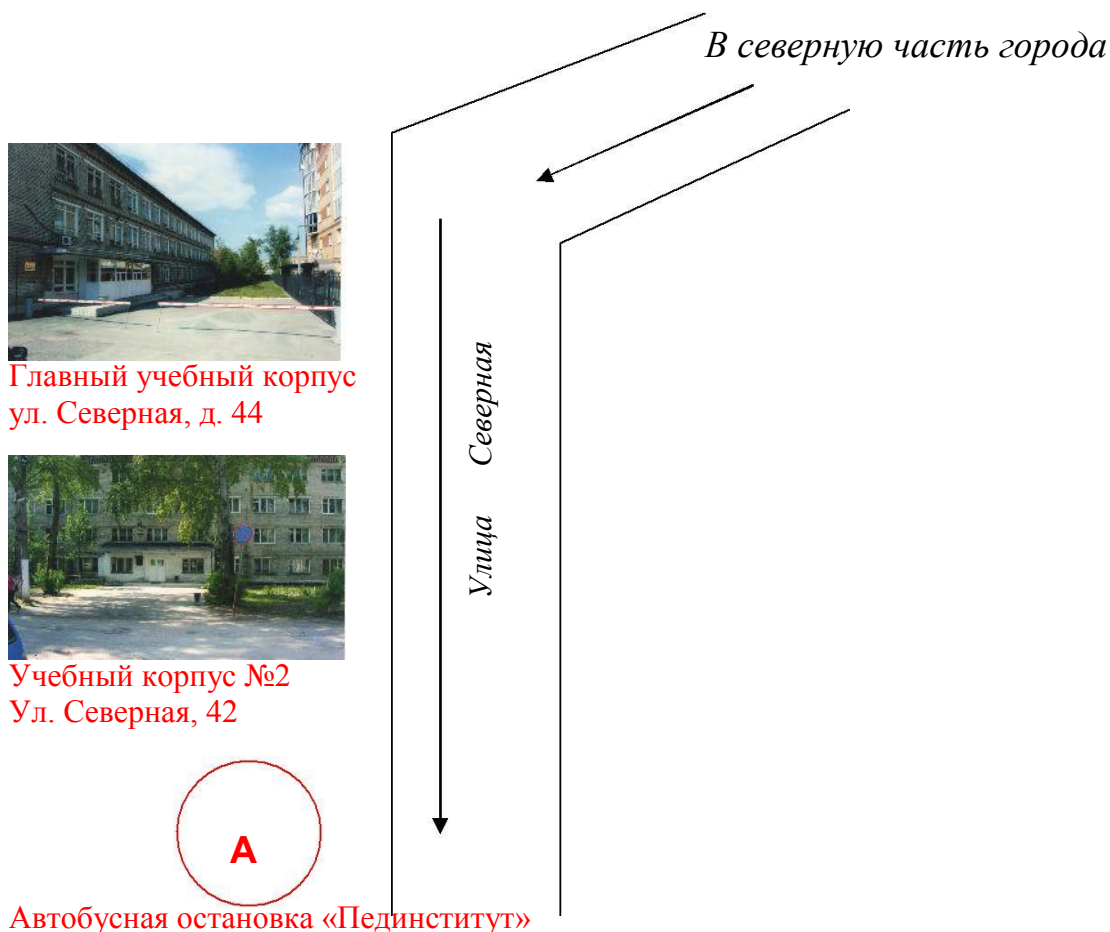 В северную часть города
Главный учебный корпус
ул. Северная, д. 44
Улица Северная
Учебный корпус №2
Ул. Северная, 42
А
Автобусная остановка «Пединститут»